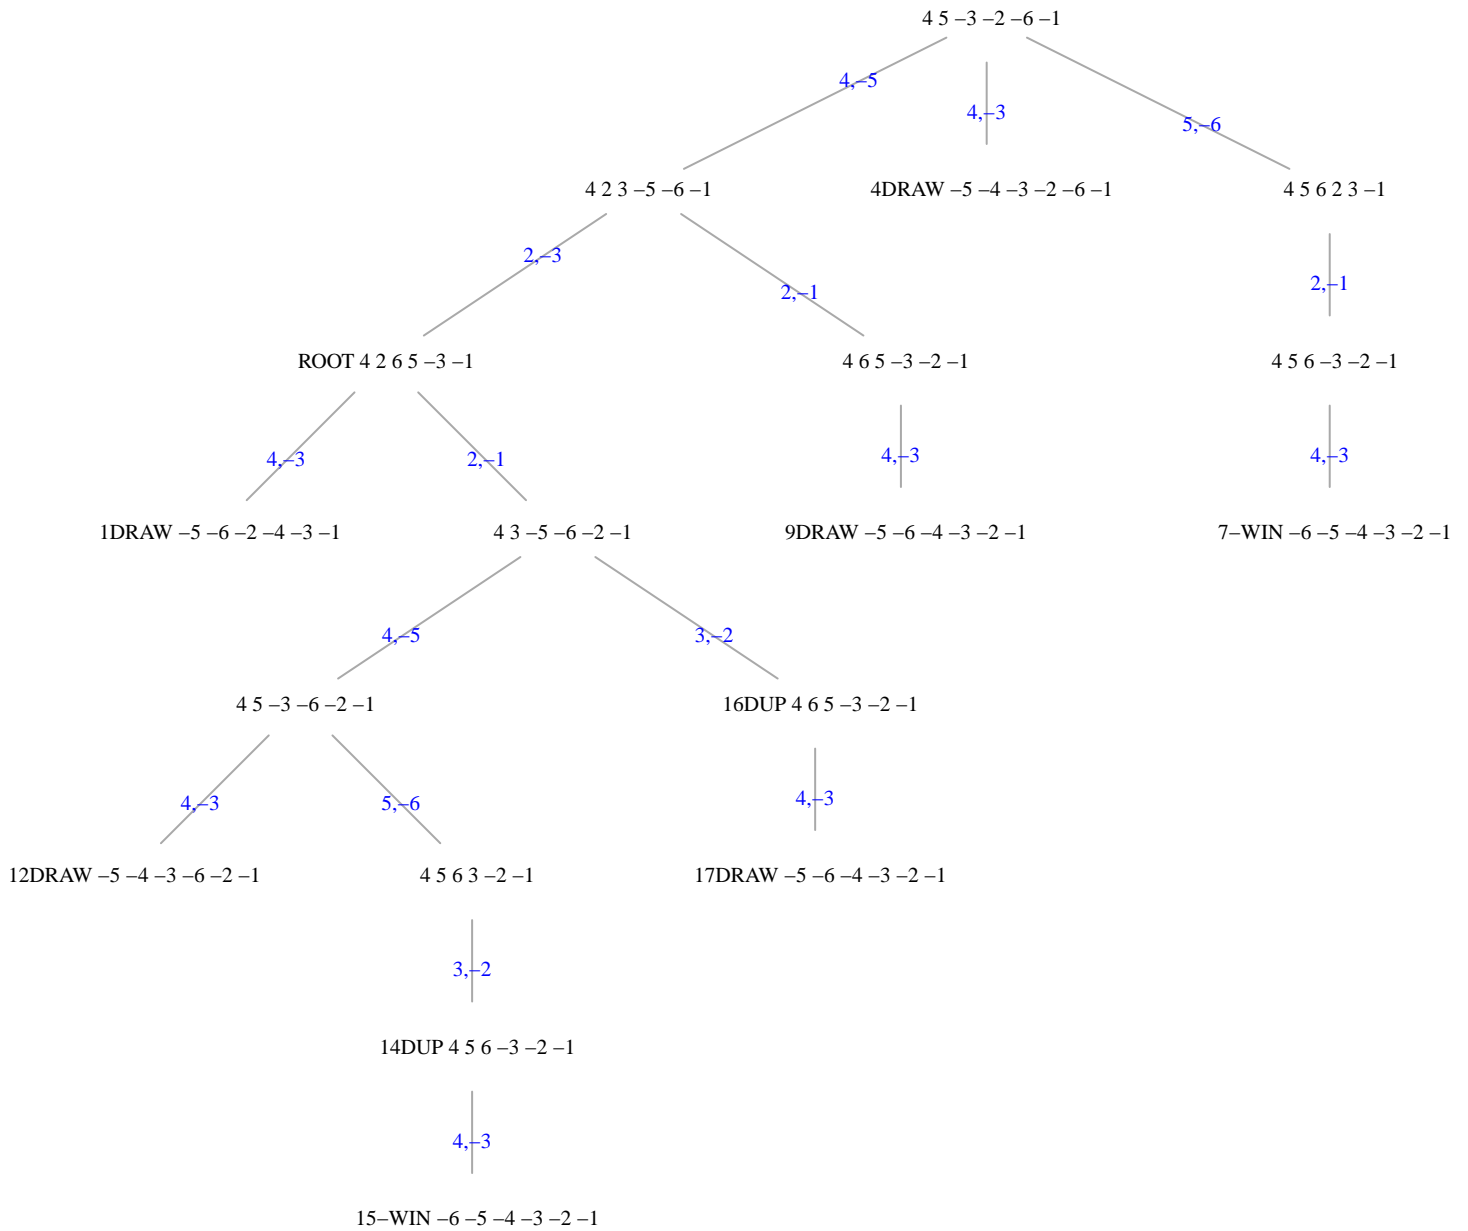 4 5 –3 –2 –6 –1
4,–5
4,–3
5,–6
4 2 3 –5 –6 –1
4DRAW –5 –4 –3 –2 –6 –1
4 5 6 2 3 –1
2,–3
2,–1
2,–1
ROOT 4 2 6 5 –3 –1
4 6 5 –3 –2 –1
4 5 6 –3 –2 –1
4,–3
2,–1
4,–3
4,–3
1DRAW –5 –6 –2 –4 –3 –1
4 3 –5 –6 –2 –1
9DRAW –5 –6 –4 –3 –2 –1
7–WIN –6 –5 –4 –3 –2 –1
4,–5
3,–2
4 5 –3 –6 –2 –1
16DUP 4 6 5 –3 –2 –1
4,–3
5,–6
4,–3
12DRAW –5 –4 –3 –6 –2 –1
4 5 6 3 –2 –1
17DRAW –5 –6 –4 –3 –2 –1
3,–2
14DUP 4 5 6 –3 –2 –1
4,–3
15–WIN –6 –5 –4 –3 –2 –1